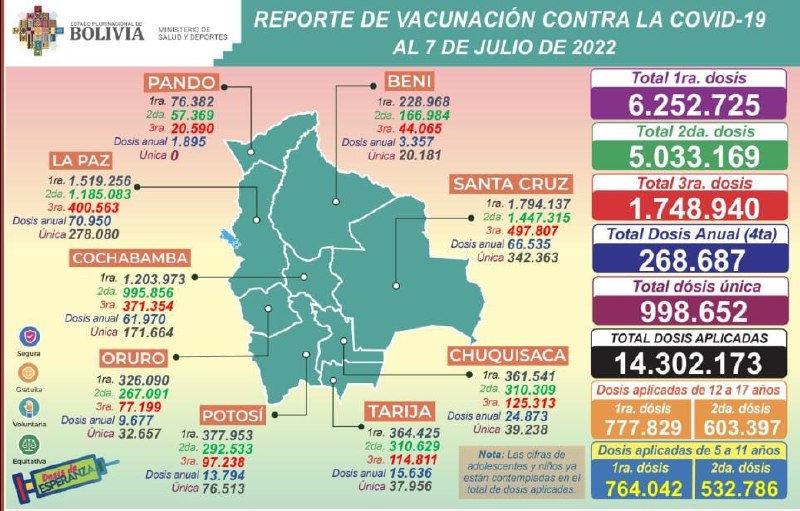 ESTADO PLURINACIONAL DE
BOLIVIA
MINISTERIO DE
SALUD Y DEPORTES
REPORTE DE VACUNACIÓN CONTRA LA COVID-19
AL 7 DE JULIO DE 2022
PANDO
1ra. 76.382
2da. 57.369
3ra. 20.590
Dosis anual 1.895
Única 0
BENI
1ra. 228.968
2da. 166.984
3ra. 44.065
Dosis anual 3.357
Única 20.181
LA PAZ
1ra. 1.519.256
2da. 1.185.083
3ra. 400.563
Dosis anual 70.950
Única 278.080
SANTA CRUZ
1ra. 1.794.137
2da. 1.447.315
3ra. 497.807
Dosis anual 66.535
Única 342.363
COCHABAMBA
1ra. 1.203.973
2da. 995.856
3ra. 371.354
Dosis anual 61.970
Única 171.664
ORURO
1ra. 326.090
2da. 267.091
3ra. 77.199
Dosis anual 9.677
Única 32.657
POTOSÍ
1ra. 377.953
2da. 292.533
3ra. 97.238
Dosis anual 13.794
Única 76.513
TARIJA
1ra. 364.425
2da. 310.629
3ra. 114.811
Dosis anual 15.636
Única 37.956
CHUQUISACA
1ra. 361.541
2da. 310.309
3ra. 125.313
Dosis anual 24.873
Única 39.238
Segura
Gratuita
Voluntaria
Equitativa
Dosis de
ESPERANZA
Nota: Las cifras de
adolescentes y niños ya
están contempladas en el
total de dosis aplicadas.
Total 1ra. dosis
6.252.725
Total 2da. dosis
5.033.169
Total 3ra. dosis
1.748.940
Total Dosis Anual (4ta)
268.687
Total dósis única
998.652
TOTAL DOSIS APLICADAS
14.302.173
Dosis aplicadas de 12 a 17 años
1ra. dósis 2da. dósis
777.829 603.397
Dosis aplicadas de 5 a 11 años
1ra. dósis 2da. dósis
764.042 532.786